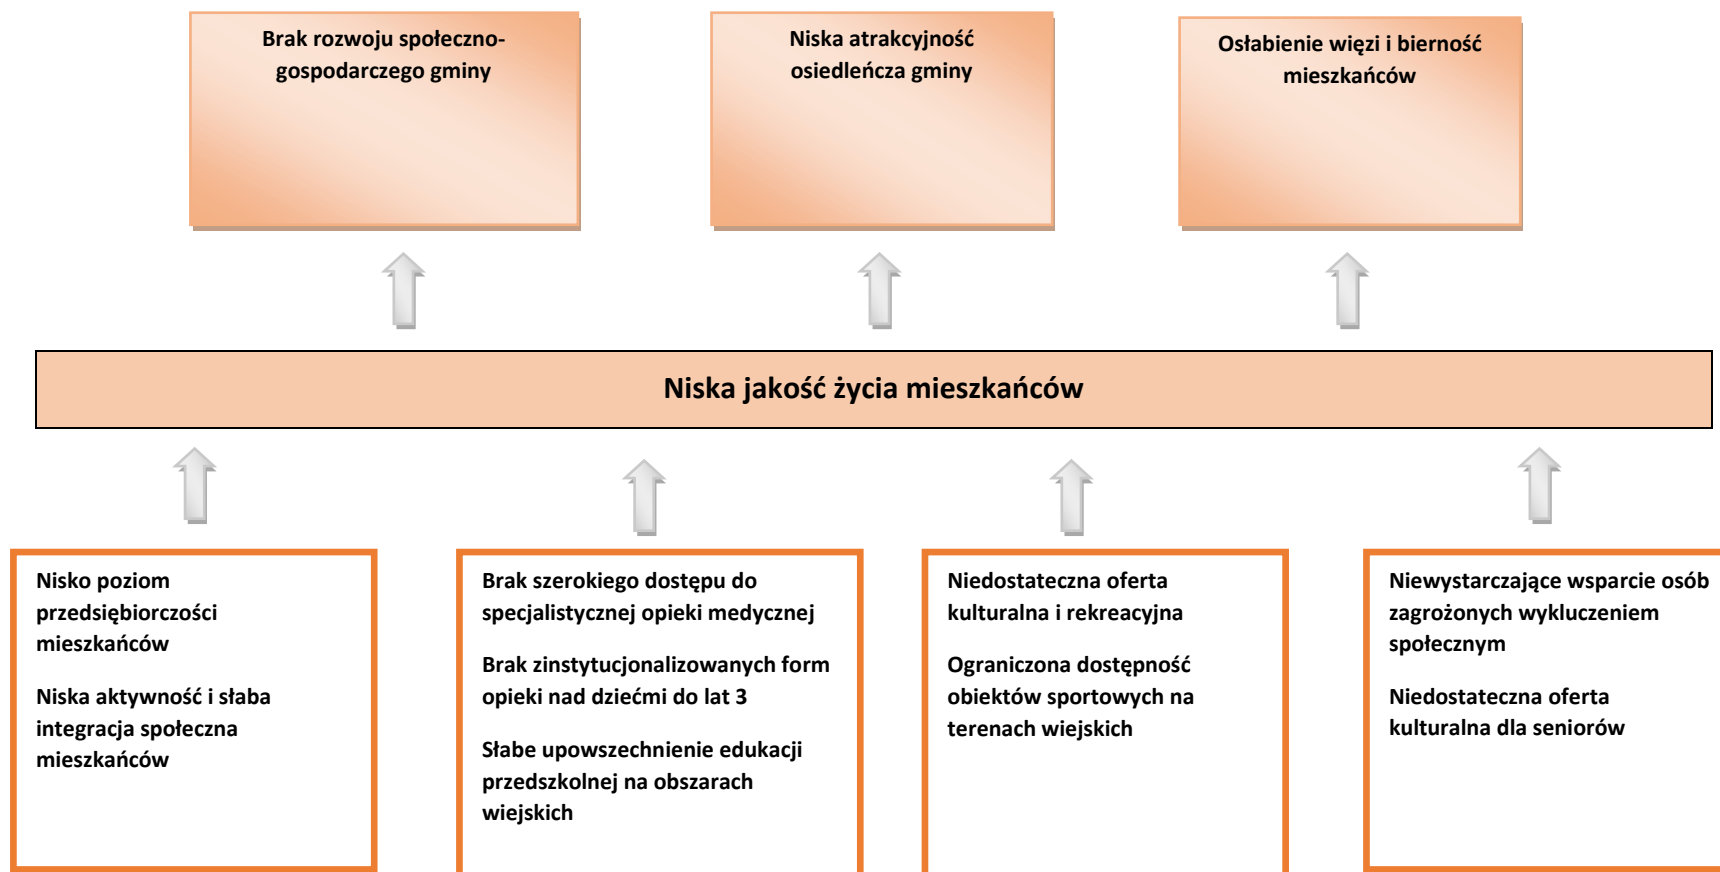 Brak rozwoju społeczno-
gospodarczego gminy
Niska atrakcyjność
osiedleńcza gminy
Osłabienie więzi i bierność
mieszkańców
Niska jakość życia mieszkańców
Nisko poziom
przedsiębiorczości
mieszkańców
Niska aktywność i słaba
integracja społeczna
mieszkańców
Brak szerokiego dostępu do
specjalistycznej opieki medycznej
Brak zinstytucjonalizowanych form
opieki nad dziećmi do lat 3
Słabe upowszechnienie edukacji
przedszkolnej na obszarach
wiejskich
Niedostateczna oferta
kulturalna i rekreacyjna
Ograniczona dostępność
obiektów sportowych na
terenach wiejskich
Niewystarczające wsparcie osób
zagrożonych wykluczeniem
społecznym
Niedostateczna oferta
kulturalna dla seniorów